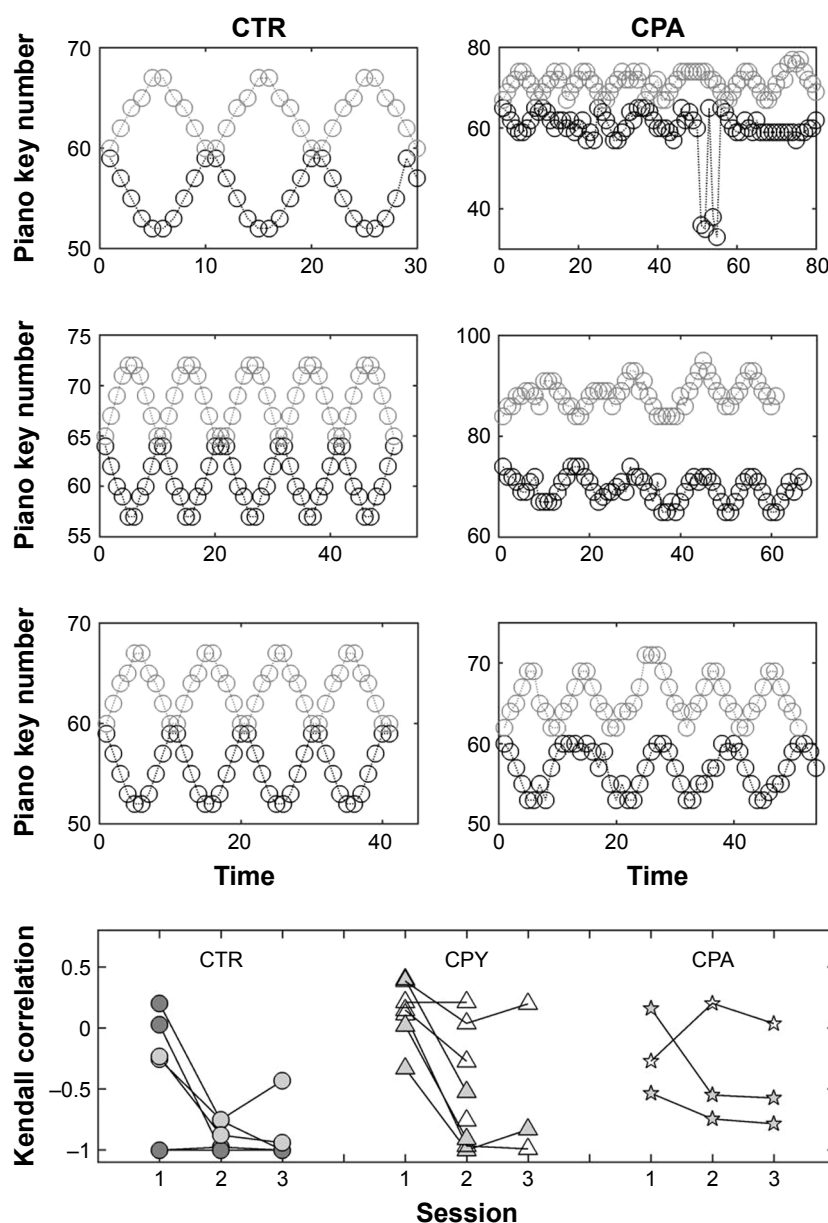 CTR CPA
Piano key number
70
60
50
0 10 20 30
80
60
40
0 20 40 60 80
Piano key number
75
70
65
60
55
0 20 40
100
80
60
0 20 40 60
Piano key number
70
60
50
0 20 40
Time
70
60
50
0 20 40
Time
Kendall correlation
0.5
0
−0.5
−1
CTR CPY CPA
1 2 3 1 2 3 1 2 3
Session